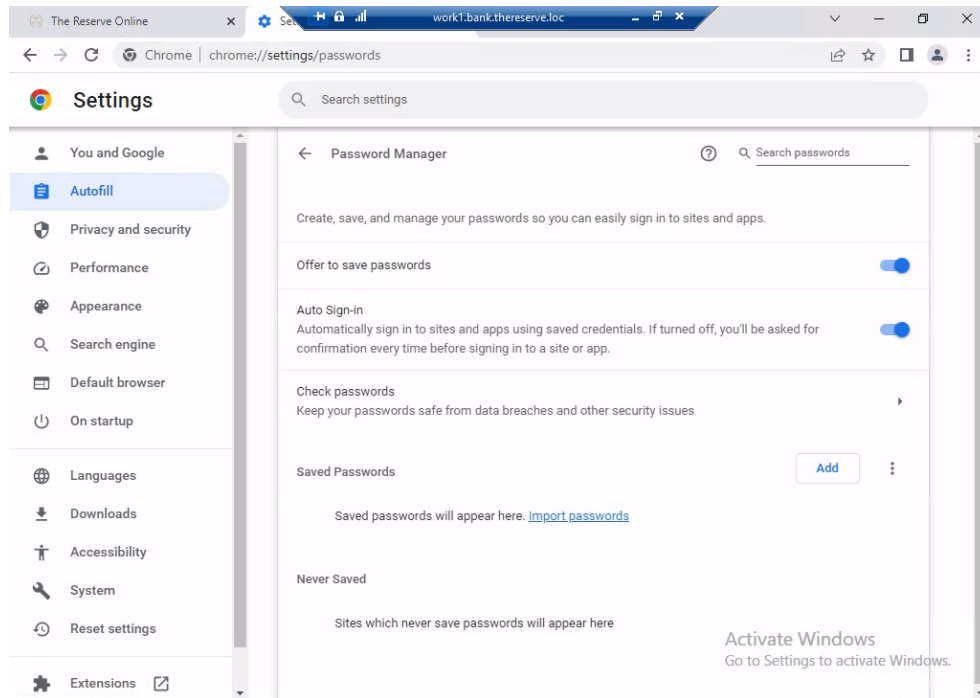 The Reserve Online
work1.bank.thereserve.loc
Chrome | chrome://settings/passwords
Settings
Search settings
You and Google
Autofill
Privacy and security
Performance
Appearance
Search engine
Default browser
On startup
Languages
Downloads
Accessibility
System
Reset settings
Extensions
Password Manager
Search passwords
Create, save, and manage your passwords so you can easily sign in to sites and apps.
Offer to save passwords
Auto Sign-in
Automatically sign in to sites and apps using saved credentials. If turned off, you'll be asked for
confirmation every time before signing in to a site or app.
Check passwords
Keep your passwords safe from data breaches and other security issues
Saved Passwords
Add
Saved passwords will appear here. Import passwords
Never Saved
Sites which never save passwords will appear here
Activate Windows
Go to Settings to activate Windows.